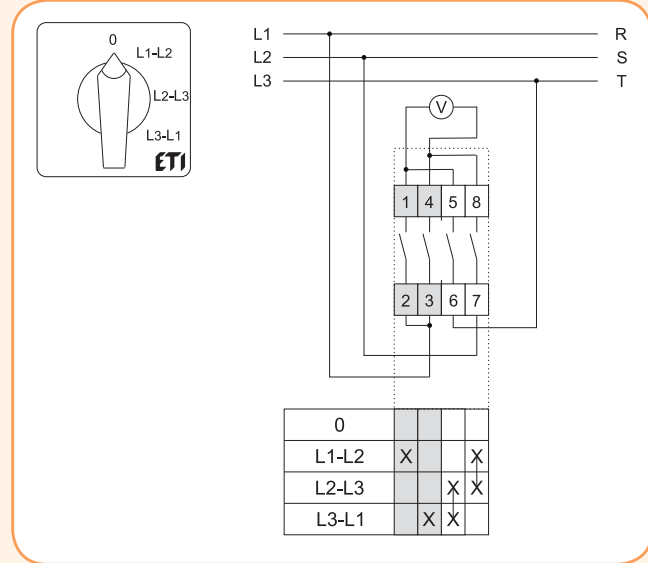 0
L1-L2
L2-L3
L3-L1
ETI
L1 R
L2 S
L3 T
V
1 4 5 8
2 3 6 7
0
L1-L2 X X
L2-L3 X X
L3-L1 X X